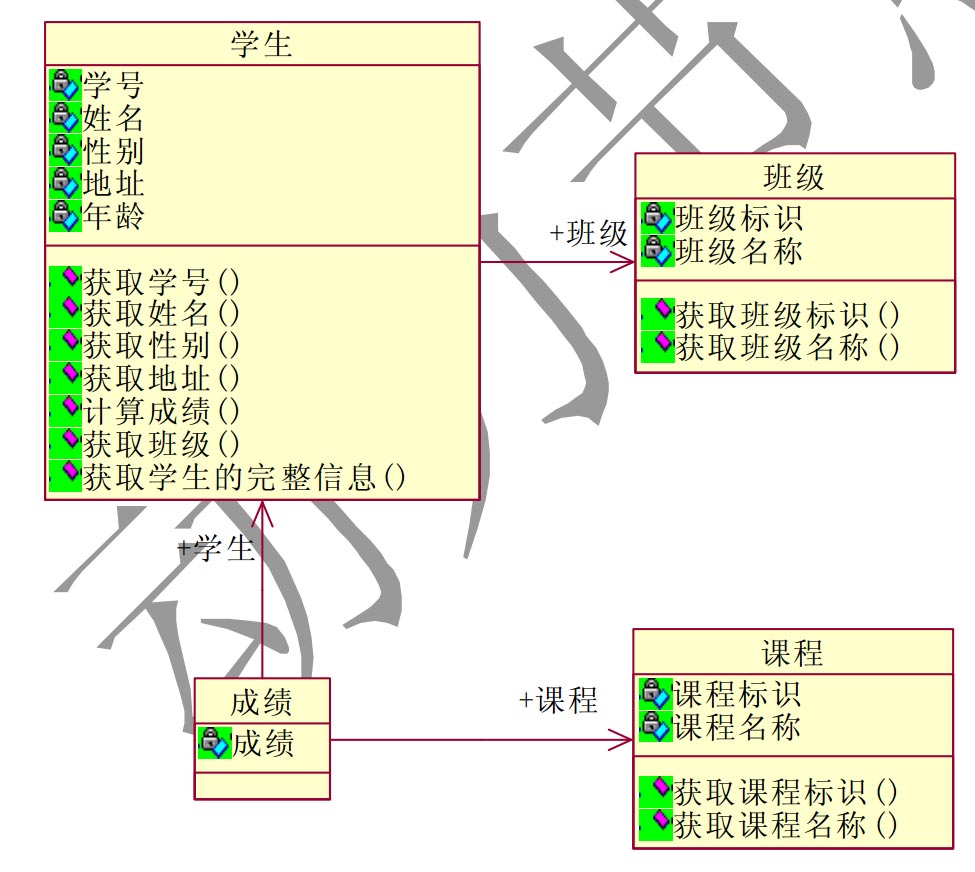 学生
学号
姓名
性别
地址
年龄
获取学号()
获取姓名()
获取性别()
获取地址()
计算成绩()
获取班级()
获取学生的完整信息()
+班级
班级
班级标识
班级名称
获取班级标识()
获取班级名称()
+学生
成绩
成绩
+课程
课程
课程标识
课程名称
获取课程标识()
获取课程名称()